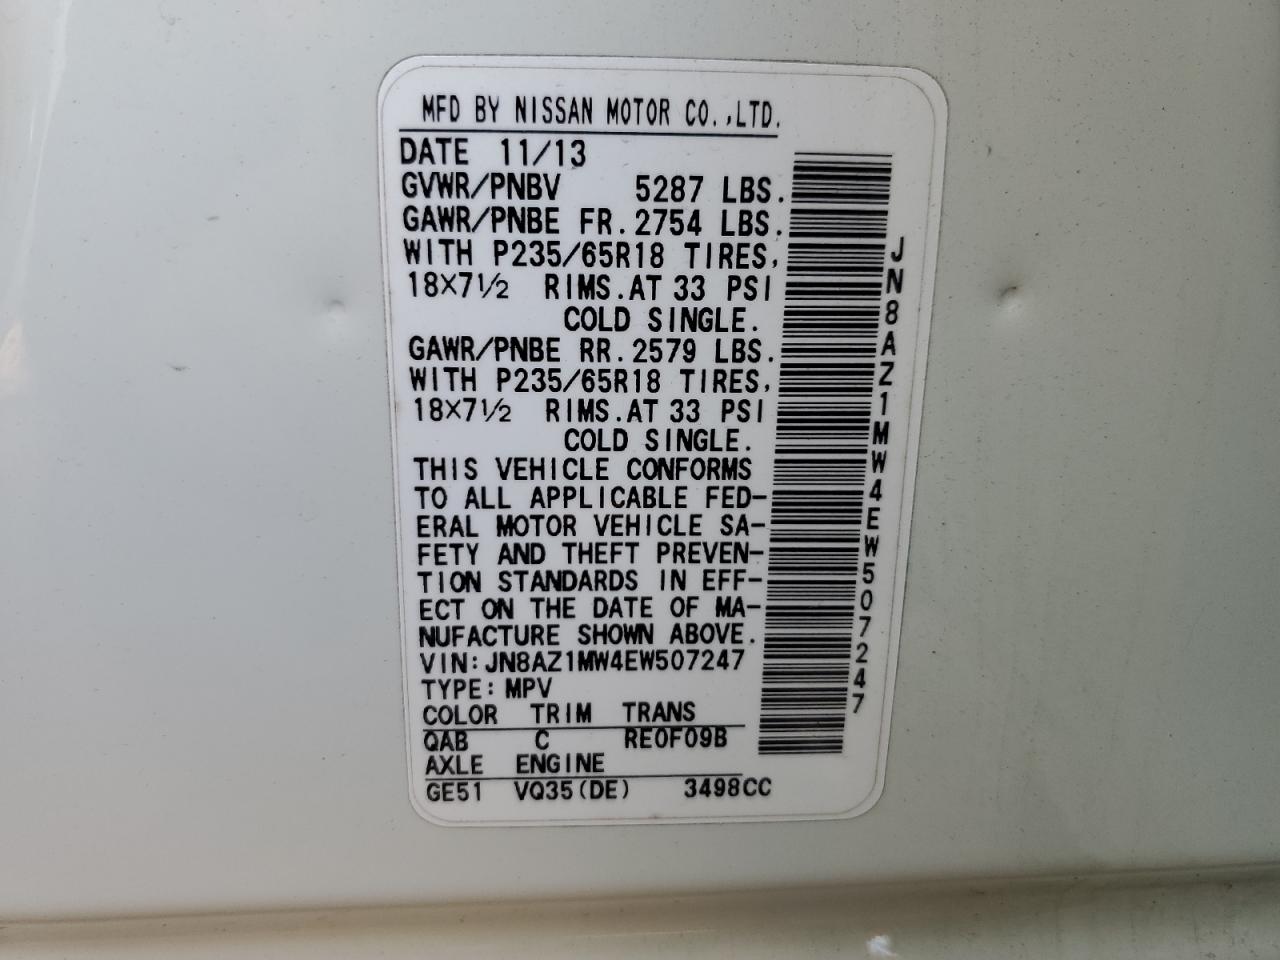 MFD BY NISSAN MOTOR CO.,LTD.
DATE 11/13
GVWR/PNBV 5287 LBS.
GAWR/PNBE FR.2754 LBS.
WITH P235/65R18 TIRES,
18×7½ RIMS.AT 33 PSI
COLD SINGLE.
GAWR/PNBE RR.2579 LBS.
WITH P235/65R18 TIRES,
18×7½ RIMS.AT 33 PSI
COLD SINGLE.
THIS VEHICLE CONFORMS
TO ALL APPLICABLE FED-
ERAL MOTOR VEHICLE SA-
FETY AND THEFT PREVEN-
TION STANDARDS IN EFF-
ECT ON THE DATE OF MA-
NUFACTURE SHOWN ABOVE.
VIN:JN8AZ1MW4EW507247
TYPE:MPV
COLOR TRIM TRANS
QAB C RE0F09B
AXLE ENGINE
GE51 VQ35(DE) 3498CC
JN8AZ1MW4EW507247